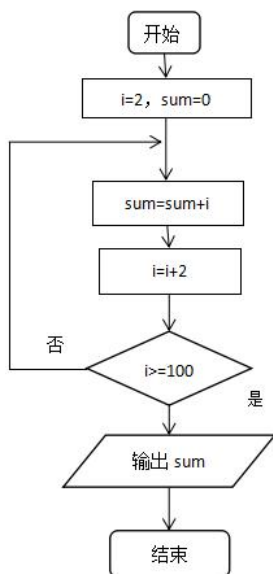 开始
i=2，sum=0
sum=sum+i
i=i+2
否
i>=100
是
输出 sum
结束